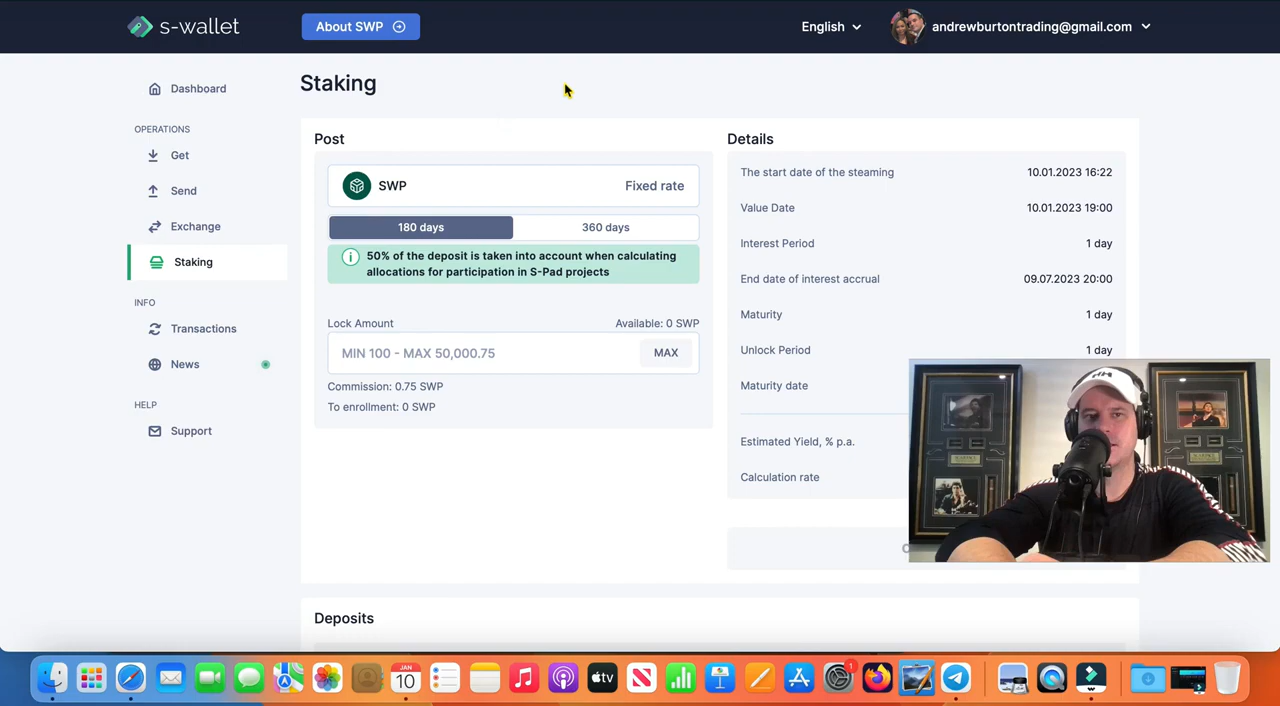 s-wallet
About SWP
English
andrewburtontrading@gmail.com
Dashboard
OPERATIONS
Get
Send
Exchange
Staking
INFO
Transactions
News
HELP
Support
Staking
Post
SWP
Fixed rate
180 days
360 days
50% of the deposit is taken into account when calculating
allocations for participation in S-Pad projects
Lock Amount
Available: 0 SWP
MIN 100 - MAX 50,000.75
MAX
Commission: 0.75 SWP
To enrollment: 0 SWP
Details
The start date of the steaming
10.01.2023 16:22
Value Date
10.01.2023 19:00
Interest Period
1 day
End date of interest accrual
09.07.2023 20:00
Maturity
1 day
Unlock Period
1 day
Maturity date
Estimated Yield, % p.a.
Calculation rate
Deposits
JAN
10
tv
1